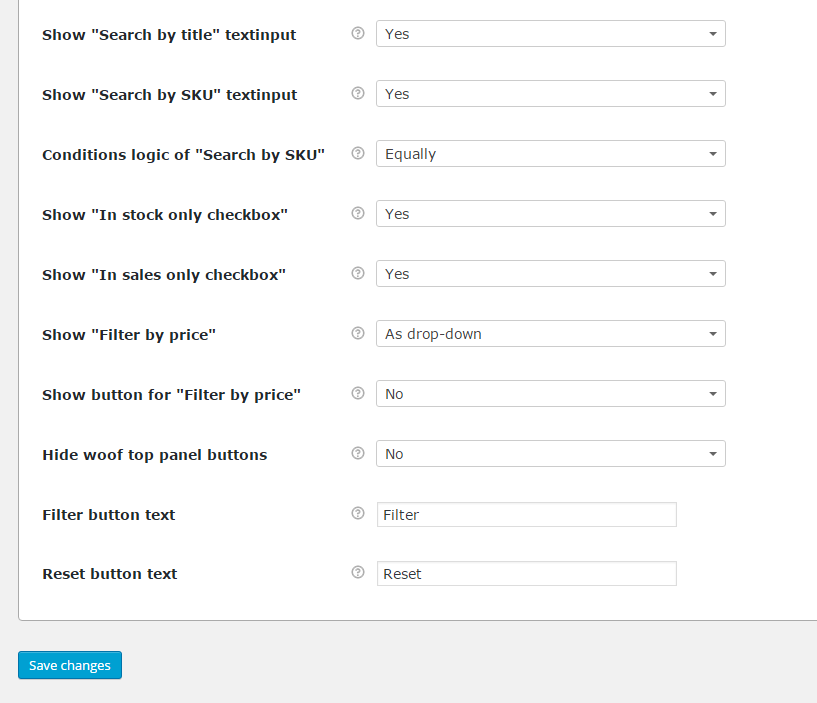 Show "Search by title" textinput ? Yes
Show "Search by SKU" textinput ? Yes
Conditions logic of "Search by SKU" ? Equally
Show "In stock only checkbox" ? Yes
Show "In sales only checkbox" ? Yes
Show "Filter by price" ? As drop-down
Show button for "Filter by price" ? No
Hide woof top panel buttons ? No
Filter button text ? Filter
Reset button text ? Reset
Save changes